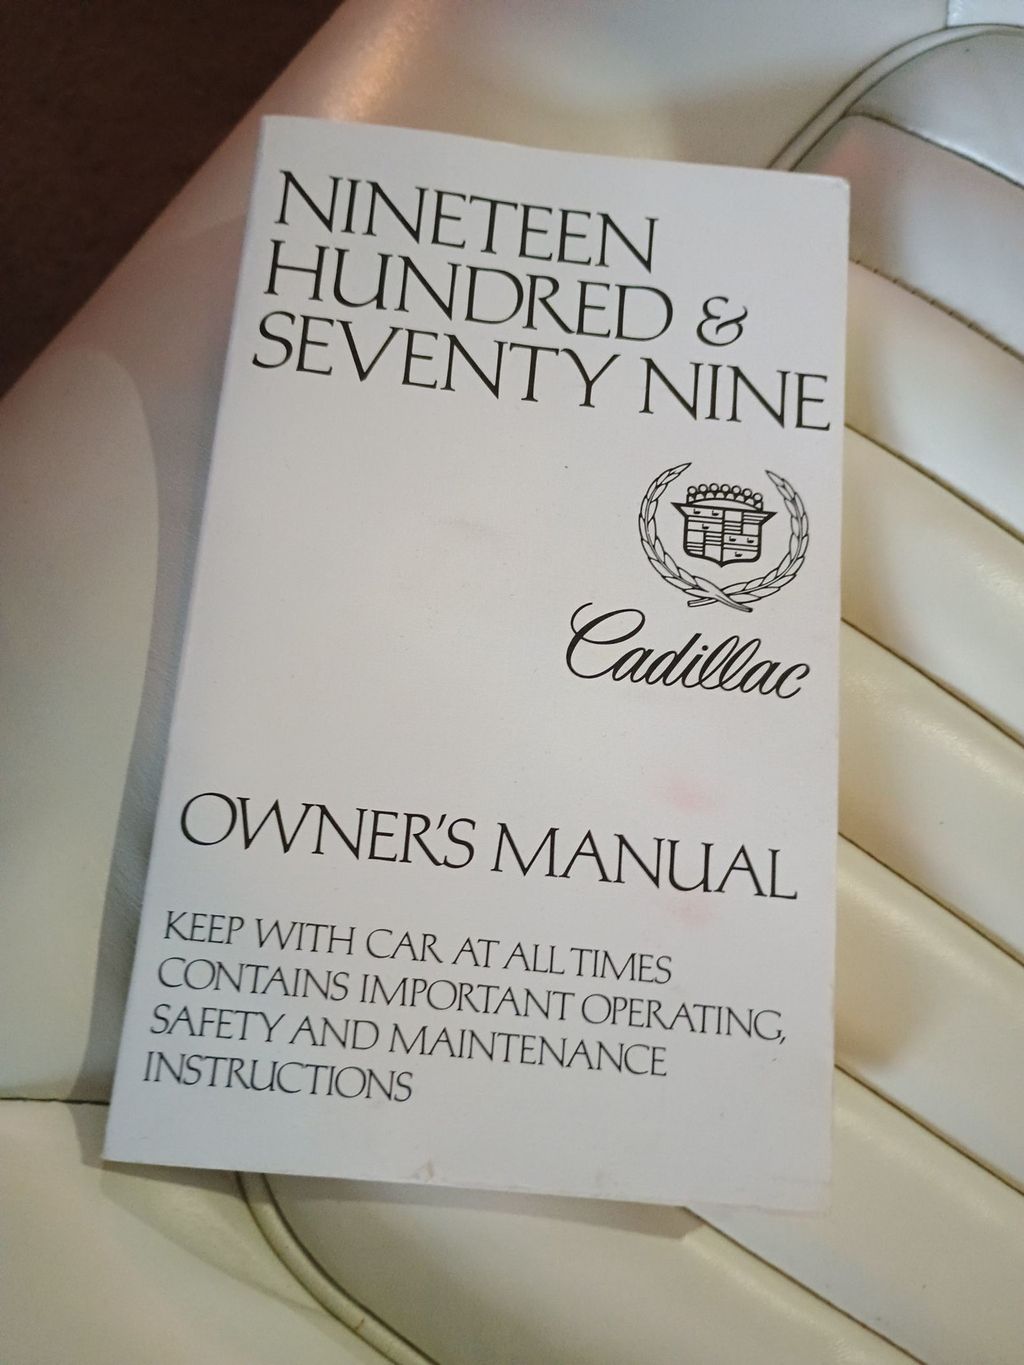 NINETEEN
HUNDRED &
SEVENTY NINE
Cadillac
OWNER'S MANUAL
KEEP WITH CAR AT ALL TIMES
CONTAINS IMPORTANT OPERATING,
SAFETY AND MAINTENANCE
INSTRUCTIONS